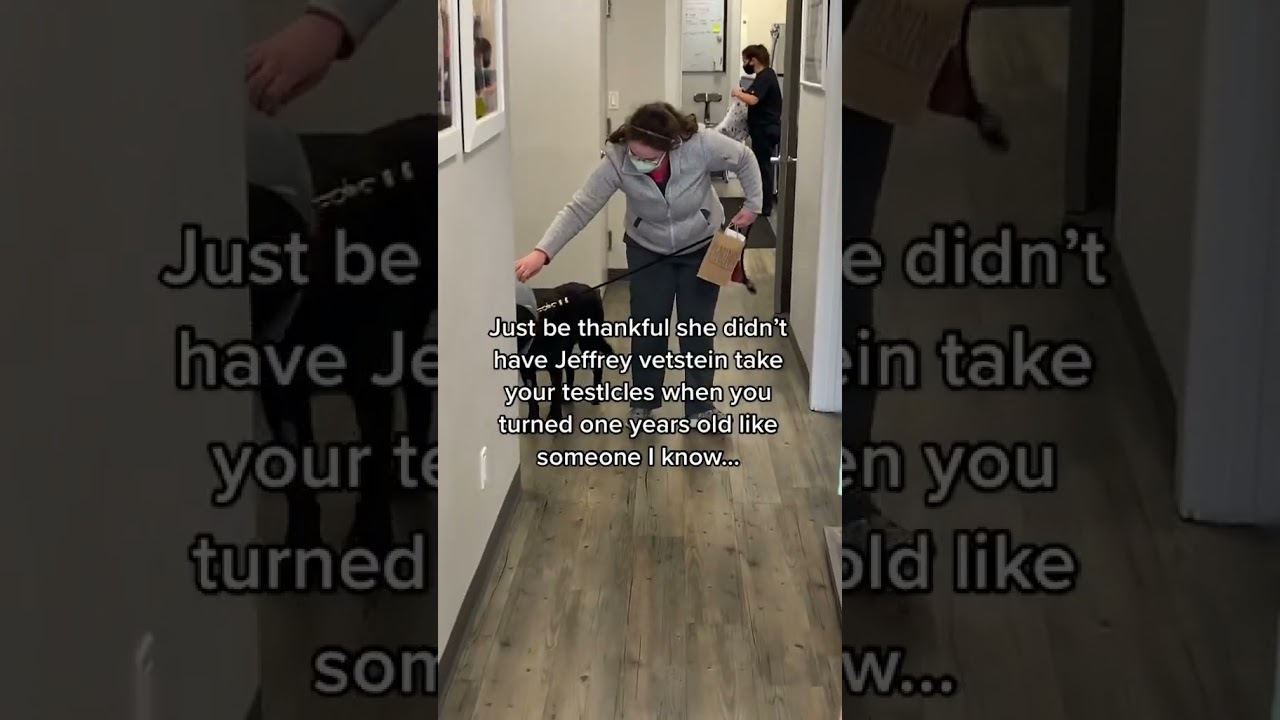 Just be thankful she didn't
have Jeffrey vetstein take
your testlcles when you
turned one years old like
someone I know...